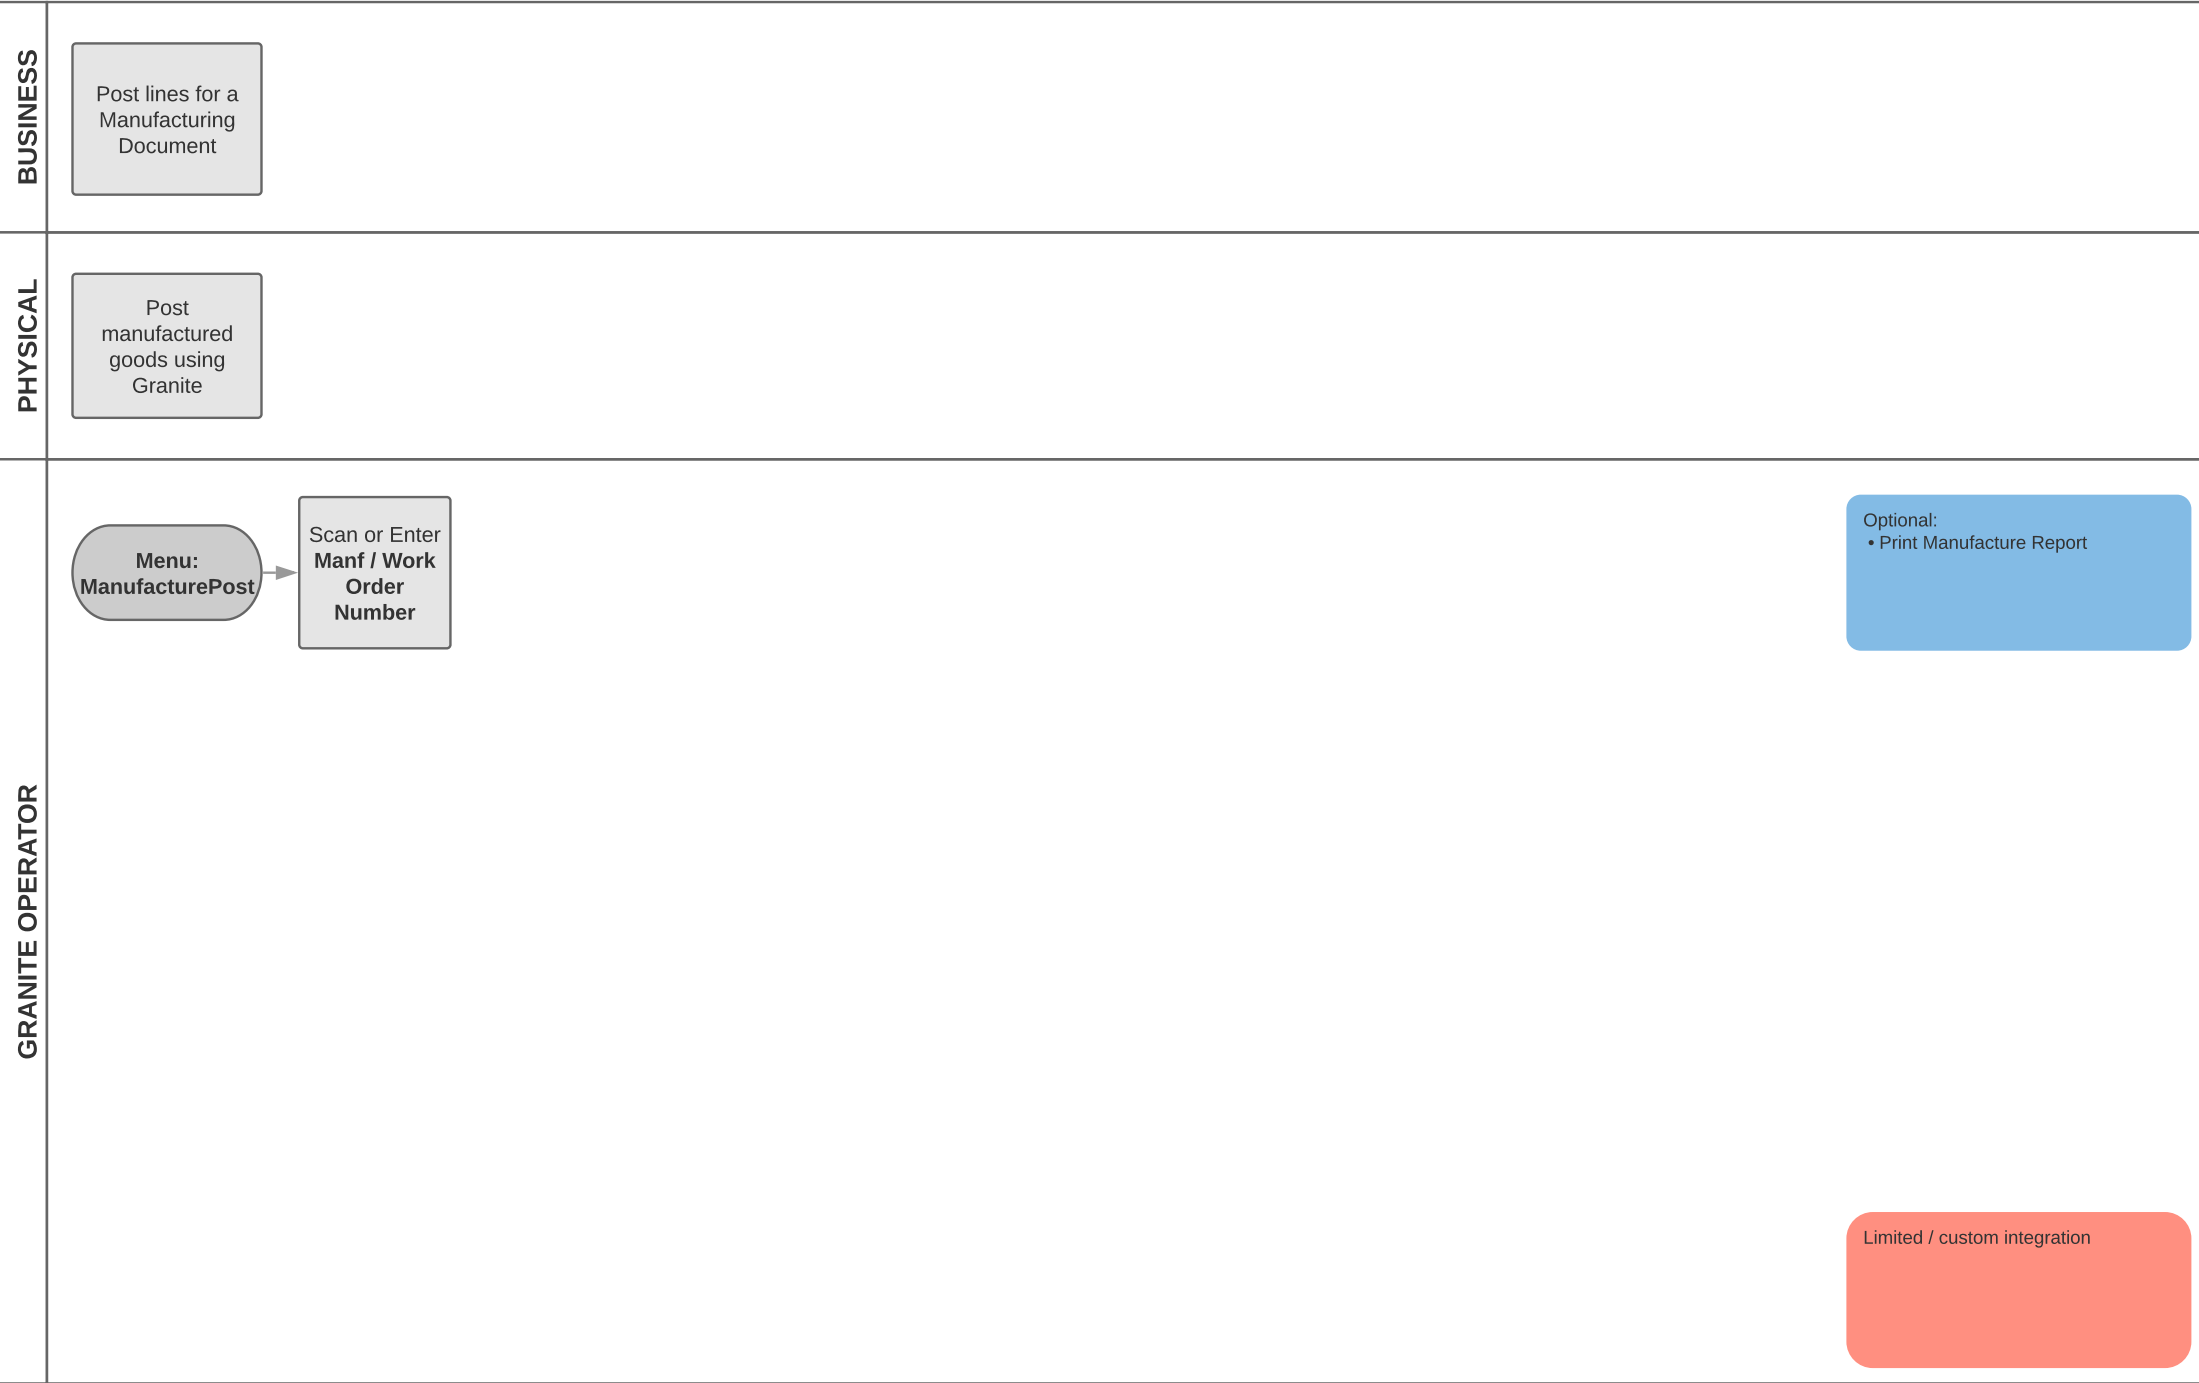 BUSINESS
Post lines for a
Manufacturing
Document
PHYSICAL
Post
manufactured
goods using
Granite
GRANITE OPERATOR
Menu:
ManufacturePost
Scan or Enter
Manf / Work
Order
Number
Optional:
• Print Manufacture Report
Limited / custom integration